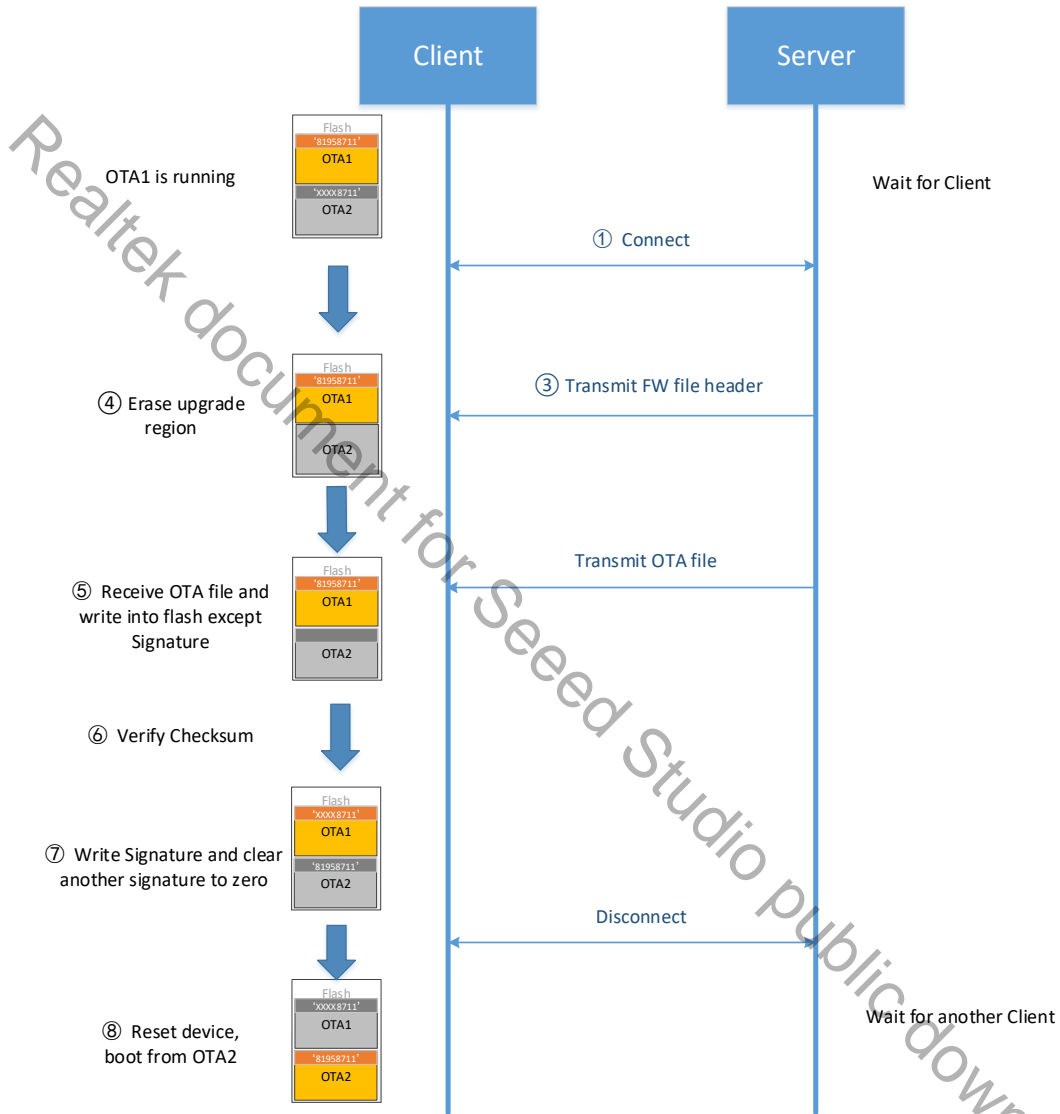 Client
Server
Flash
'81958711'
OTA1
'XXXX8711'
OTA2
OTA1 is running
Wait for Client
① Connect
Flash
'81958711'
OTA1
OTA2
④ Erase upgrade
region
③ Transmit FW file header
Flash
'81958711'
OTA1
OTA2
⑤ Receive OTA file and
write into flash except
Signature
Transmit OTA file
⑥ Verify Checksum
Flash
'XXXX8711'
OTA1
'81958711'
OTA2
⑦ Write Signature and clear
another signature to zero
Disconnect
Flash
'XXXX8711'
OTA1
'81958711'
OTA2
⑧ Reset device,
boot from OTA2
Wait for another Client
Realtek document for Seeed Studio public down